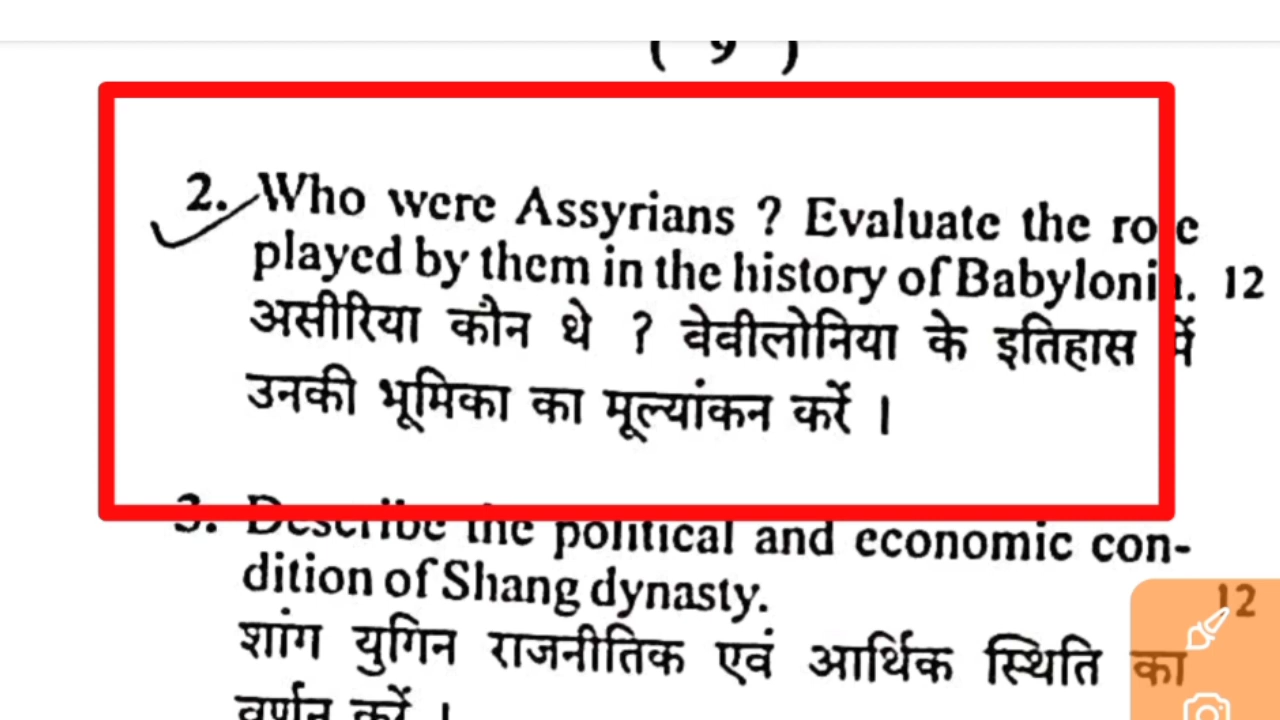 ( 9 )
2. Who were Assyrians ? Evaluate the role
played by them in the history of Babylonia. 12
असीरिया कौन थे ? वेवीलोनिया के इतिहास में
उनकी भूमिका का मूल्यांकन करें ।
3. Describe the political and economic con-
dition of Shang dynasty. 12
शांग युगिन राजनीतिक एवं आर्थिक स्थिति का
वर्णन करें ।